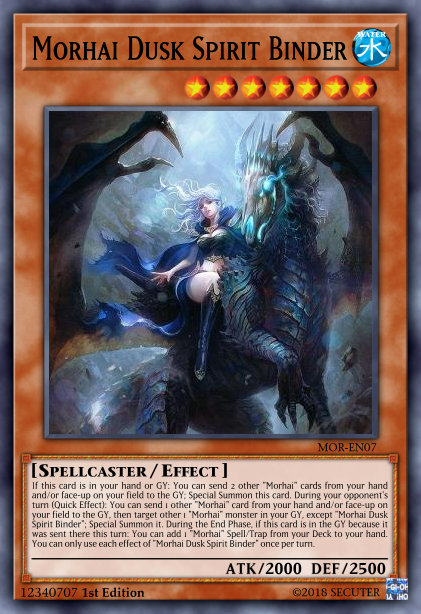 Morhai Dusk Spirit Binder
WATER
水
MOR-EN07
[Spellcaster / Effect ]
If this card is in your hand or GY: You can send 2 other "Morhai" cards from your hand
and/or face-up on your field to the GY; Special Summon this card. During your opponent's
turn (Quick Effect): You can send 1 other "Morhai" card from your hand and/or face-up on
your field to the GY, then target other 1 "Morhai" monster in your GY, except "Morhai Dusk
Spirit Binder"; Special Summon it. During the End Phase, if this card is in the GY because it
was sent there this turn: You can add 1 "Morhai" Spell/Trap from your Deck to your hand.
You can only use each effect of "Morhai Dusk Spirit Binder" once per turn.
ATK/2000 DEF/2500
12340707 1st Edition
©2018 SECUTER